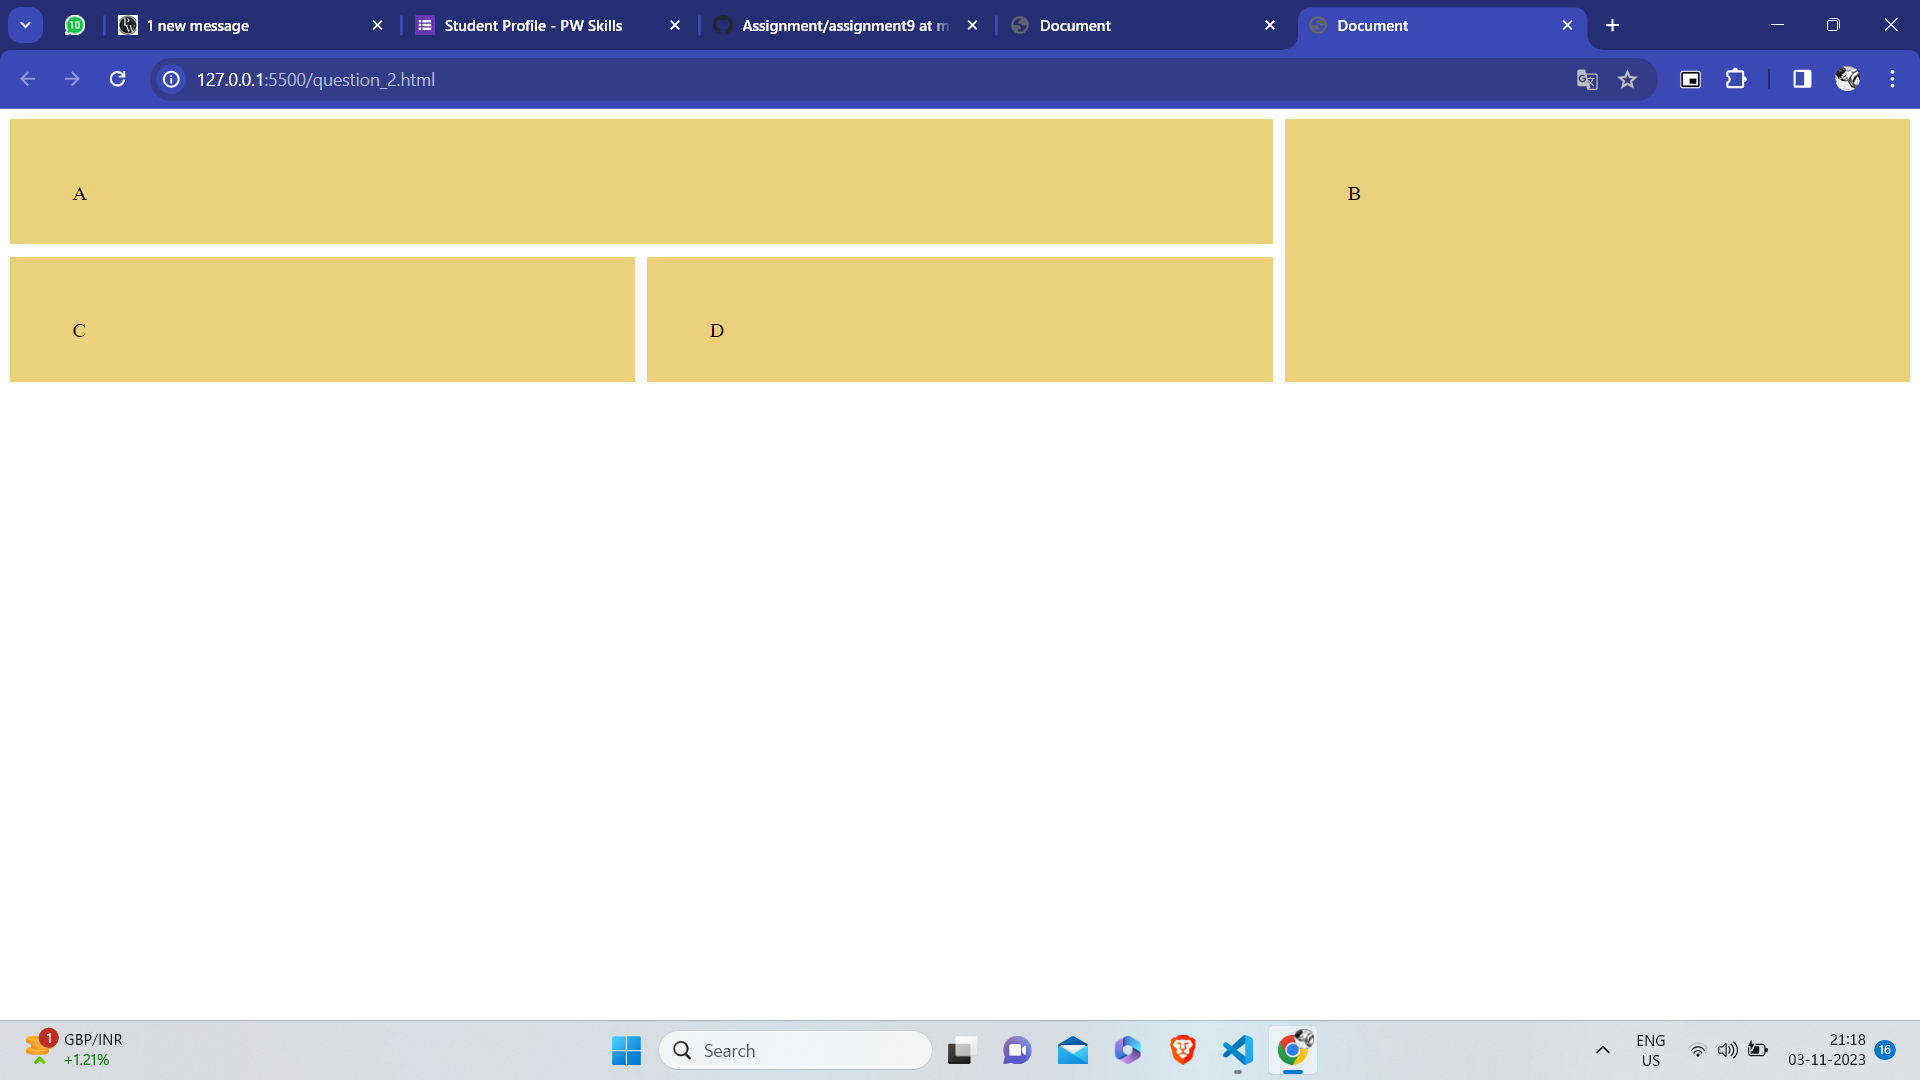 10
1 new message
Student Profile - PW Skills
Assignment/assignment9 at m
Document
Document
127.0.0.1:5500/question_2.html
A
B
C
D
1
GBP/INR
+1.21%
Search
ENG
US
21:18
03-11-2023
16